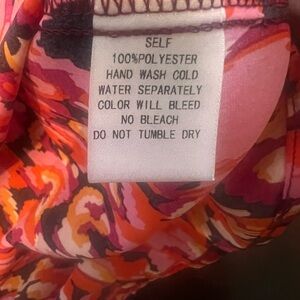 SELF
100%POLYESTER
HAND WASH COLD
WATER SEPARATELY
COLOR WILL BLEED
NO BLEACH
DO NOT TUMBLE DRY